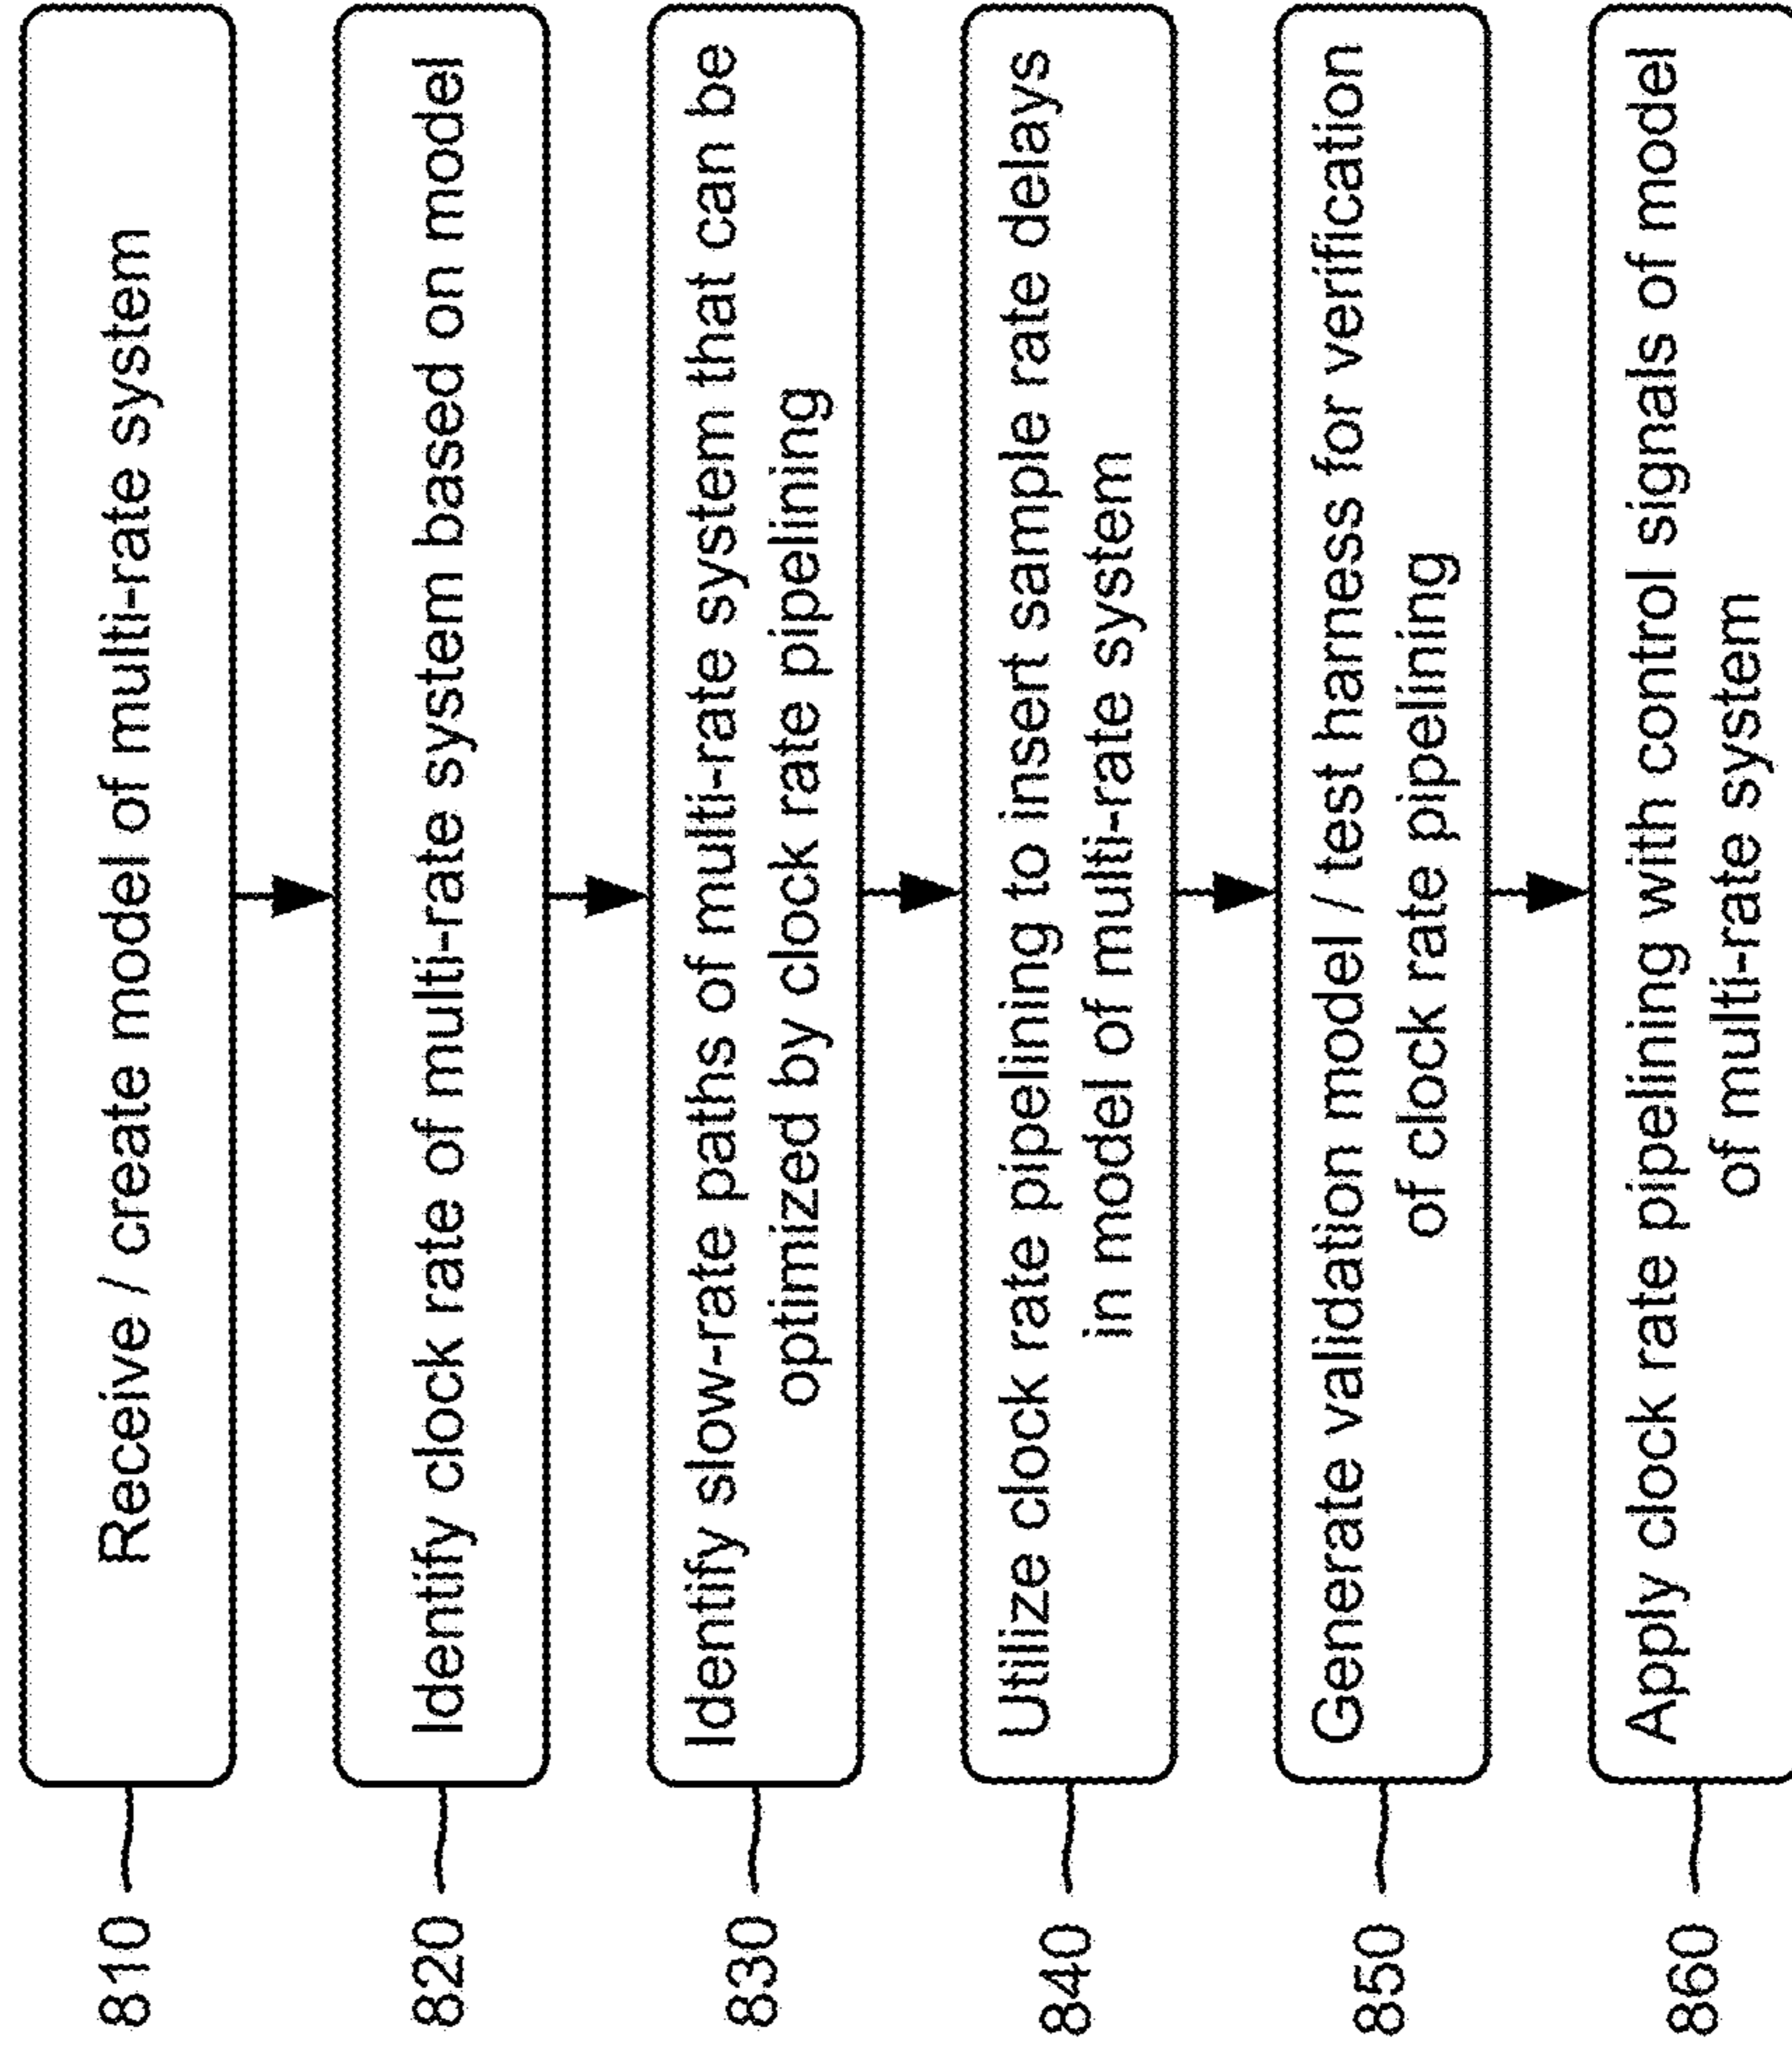 810
Receive / create model of multi-rate system
820
Identify clock rate of multi-rate system based on model
830
Identify slow-rate paths of multi-rate system that can be
optimized by clock rate pipelining
840
Utilize clock rate pipelining to insert sample rate delays
in model of multi-rate system
850
Generate validation model / test harness for verification
of clock rate pipelining
860
Apply clock rate pipelining with control signals of model
of multi-rate system